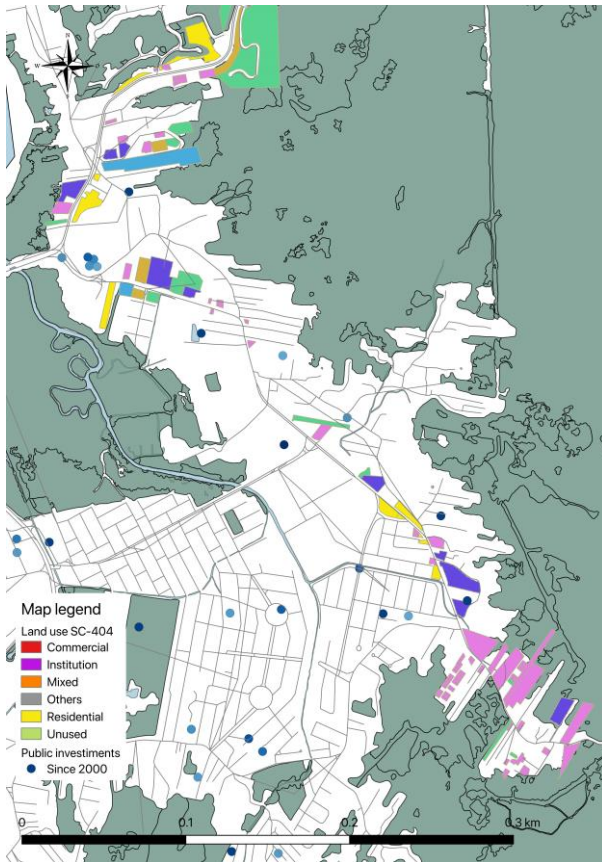 N
W
Map legend
Land use SC-404
Commercial
Institution
Mixed
Others
Residential
Unused
Public investiments
Since 2000
0 0.1 0.2 0.3 km